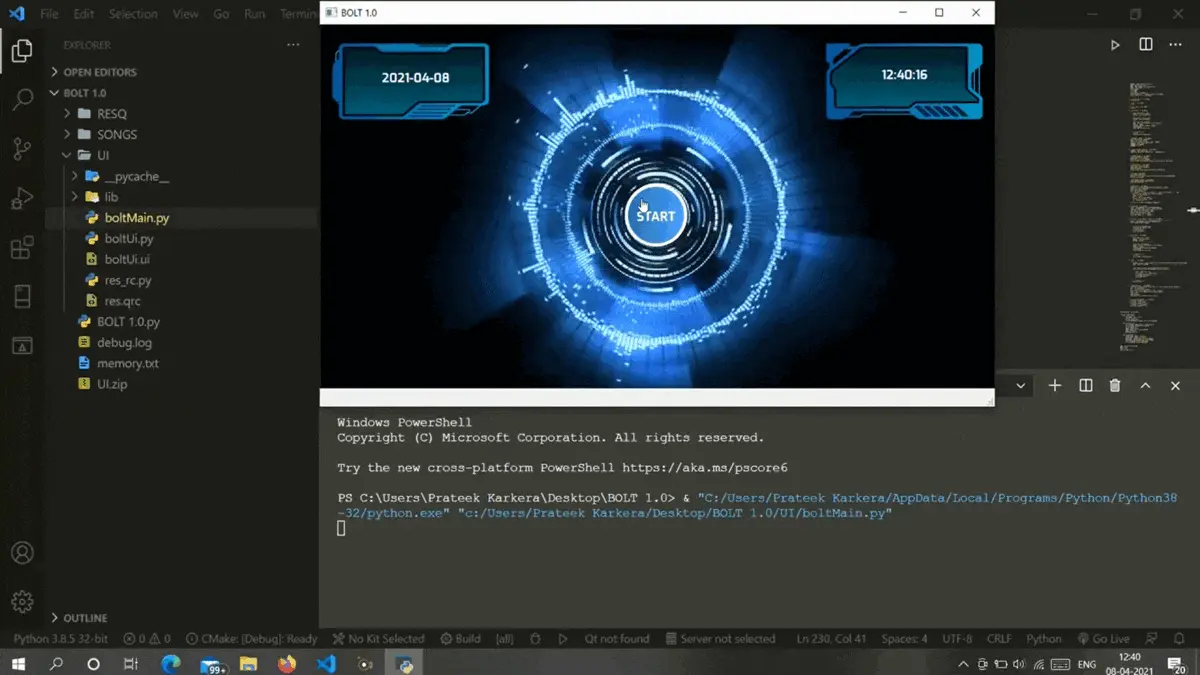 File Edit Selection View Go Run Termin
BOLT 1.0
EXPLORER
OPEN EDITORS
BOLT 1.0
RESQ
SONGS
UI
__pycache__
lib
boltMain.py
boltUi.py
boltUi.ui
res_rc.py
res.qrc
BOLT 1.0.py
debug.log
memory.txt
UI.zip
OUTLINE
2021-04-08
12:40:16
START
Windows PowerShell
Copyright (C) Microsoft Corporation. All rights reserved.
Try the new cross-platform PowerShell https://aka.ms/pscore6
PS C:\Users\Prateek Karkera\Desktop\BOLT 1.0> & "C:/Users/Prateek Karkera/AppData/Local/Programs/Python/Python38
-32/python.exe" "c:/Users/Prateek Karkera/Desktop/BOLT 1.0/UI/boltMain.py"
Python 3.8.5 32-bit 0 0 CMake: [Debug]: Ready No Kit Selected Build [all] Qt not found Server not selected Ln 230, Col 41 Spaces: 4 UTF-8 CRLF Python Go Live
99+
ENG
12:40
08-04-2021
20